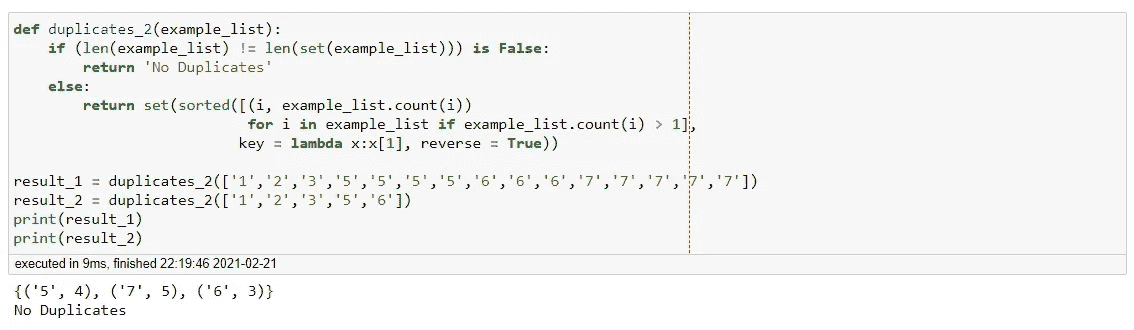 def duplicates_2(example_list):
    if (len(example_list) != len(set(example_list))) is False:
        return 'No Duplicates'
    else:
        return set(sorted([(i, example_list.count(i))
                           for i in example_list if example_list.count(i) > 1],
                          key = lambda x:x[1], reverse = True))
result_1 = duplicates_2(['1','2','3','5','5','5','5','6','6','6','7','7','7','7','7'])
result_2 = duplicates_2(['1','2','3','5','6'])
print(result_1)
print(result_2)
executed in 9ms, finished 22:19:46 2021-02-21
{('5', 4), ('7', 5), ('6', 3)}
No Duplicates